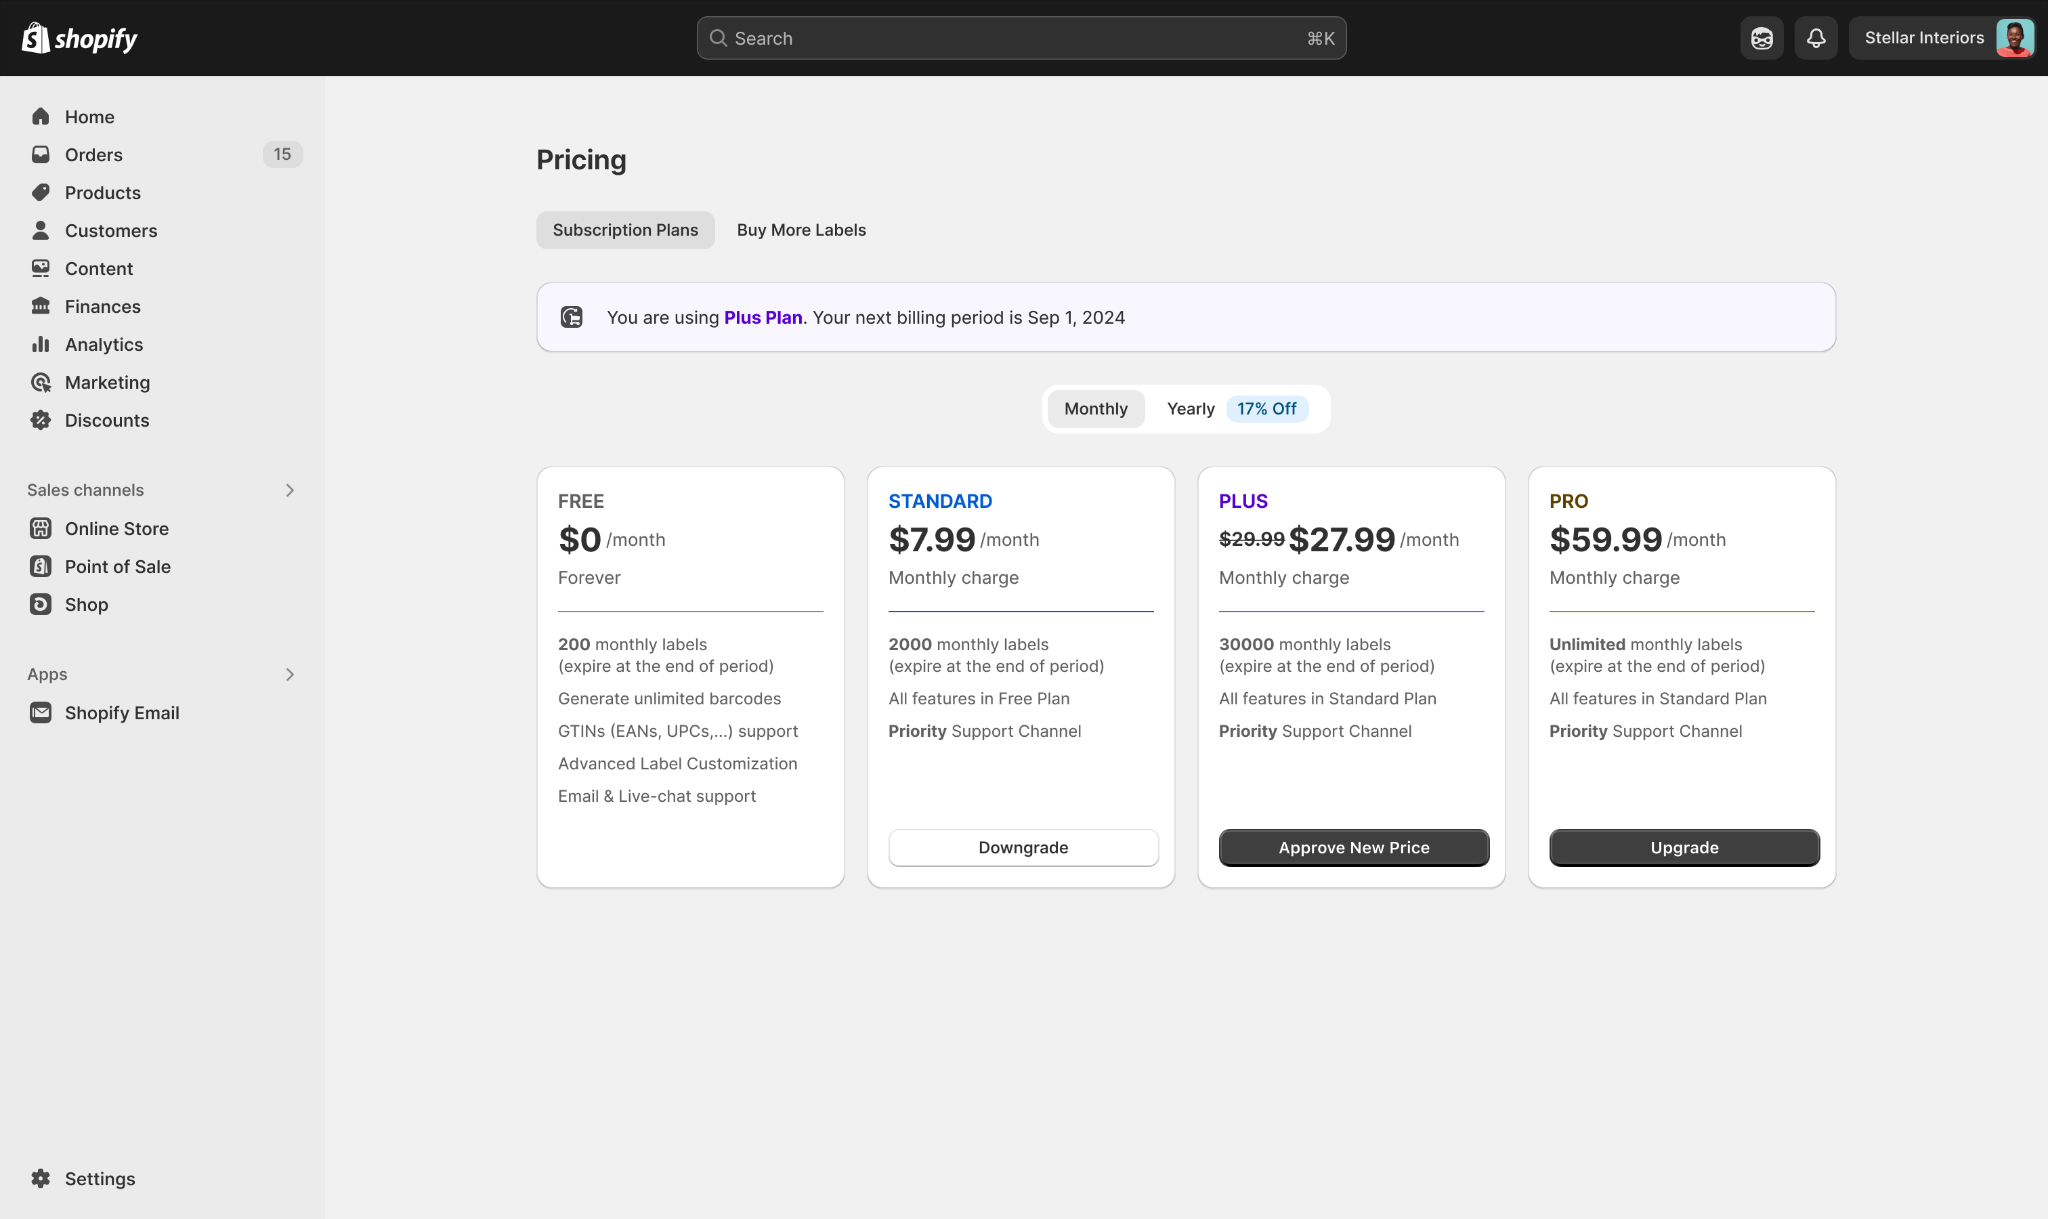 shopify
Search
⌘K
Stellar Interiors
Home
Orders
15
Products
Customers
Content
Finances
Analytics
Marketing
Discounts
Sales channels
Online Store
Point of Sale
Shop
Apps
Shopify Email
Settings
Pricing
Subscription Plans
Buy More Labels
You are using Plus Plan. Your next billing period is Sep 1, 2024
Monthly
Yearly
17% Off
FREE
$0 /month
Forever
200 monthly labels
(expire at the end of period)
Generate unlimited barcodes
GTINs (EANs, UPCs,...) support
Advanced Label Customization
Email & Live-chat support
STANDARD
$7.99 /month
Monthly charge
2000 monthly labels
(expire at the end of period)
All features in Free Plan
Priority Support Channel
Downgrade
PLUS
$29.99 $27.99 /month
Monthly charge
30000 monthly labels
(expire at the end of period)
All features in Standard Plan
Priority Support Channel
Approve New Price
PRO
$59.99 /month
Monthly charge
Unlimited monthly labels
(expire at the end of period)
All features in Standard Plan
Priority Support Channel
Upgrade